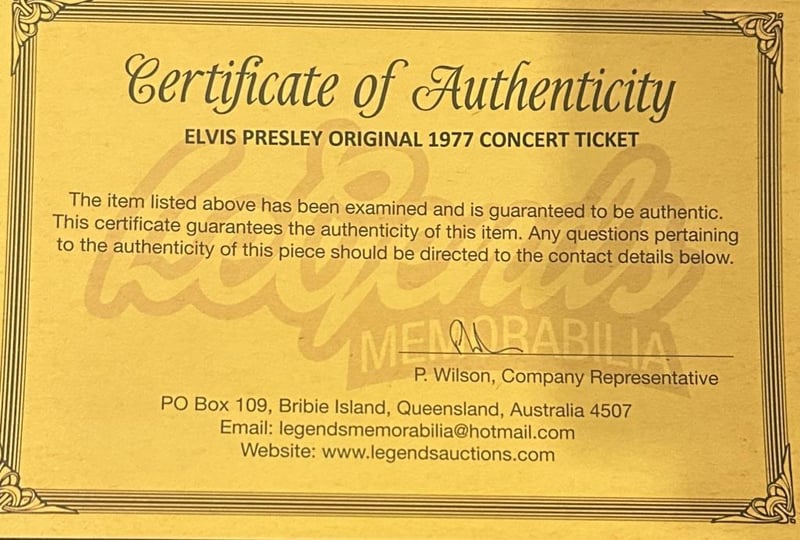 Certificate of Authenticity
ELVIS PRESLEY ORIGINAL 1977 CONCERT TICKET
The item listed above has been examined and is guaranteed to be authentic.
This certificate guarantees the authenticity of this item. Any questions pertaining
to the authenticity of this piece should be directed to the contact details below.
Legends
MEMORABILIA
P. Wilson, Company Representative
PO Box 109, Bribie Island, Queensland, Australia 4507
Email: legendsmemorabilia@hotmail.com
Website: www.legendsauctions.com